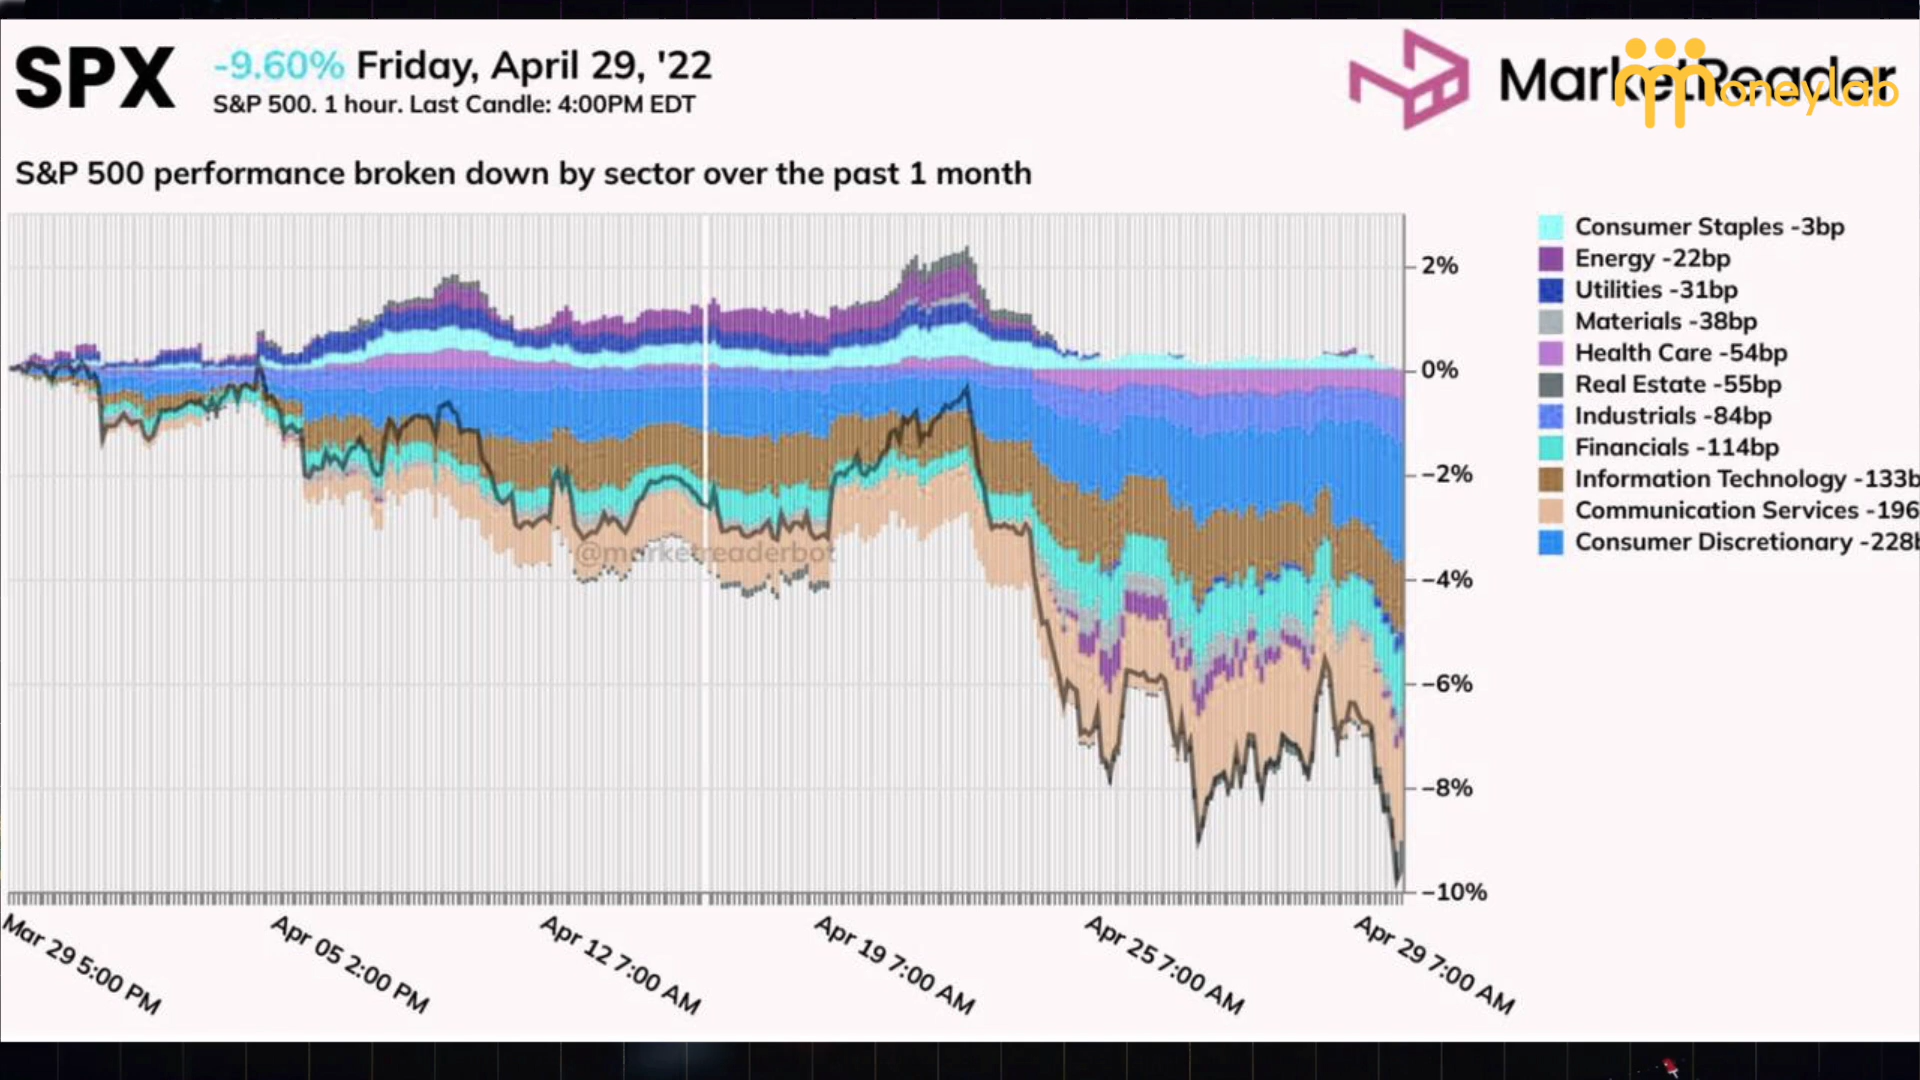 SPX
-9.60% Friday, April 29, '22
S&P 500. 1 hour. Last Candle: 4:00PM EDT
MarketReader
moneylab
S&P 500 performance broken down by sector over the past 1 month
Consumer Staples -3bp
Energy -22bp
Utilities -31bp
Materials -38bp
Health Care -54bp
Real Estate -55bp
Industrials -84bp
Financials -114bp
Information Technology -133b
Communication Services -196
Consumer Discretionary -228b
2%
0%
−2%
−4%
−6%
−8%
−10%
@marketreaderbot
Mar 29 5:00 PM
Apr 05 2:00 PM
Apr 12 7:00 AM
Apr 19 7:00 AM
Apr 25 7:00 AM
Apr 29 7:00 AM